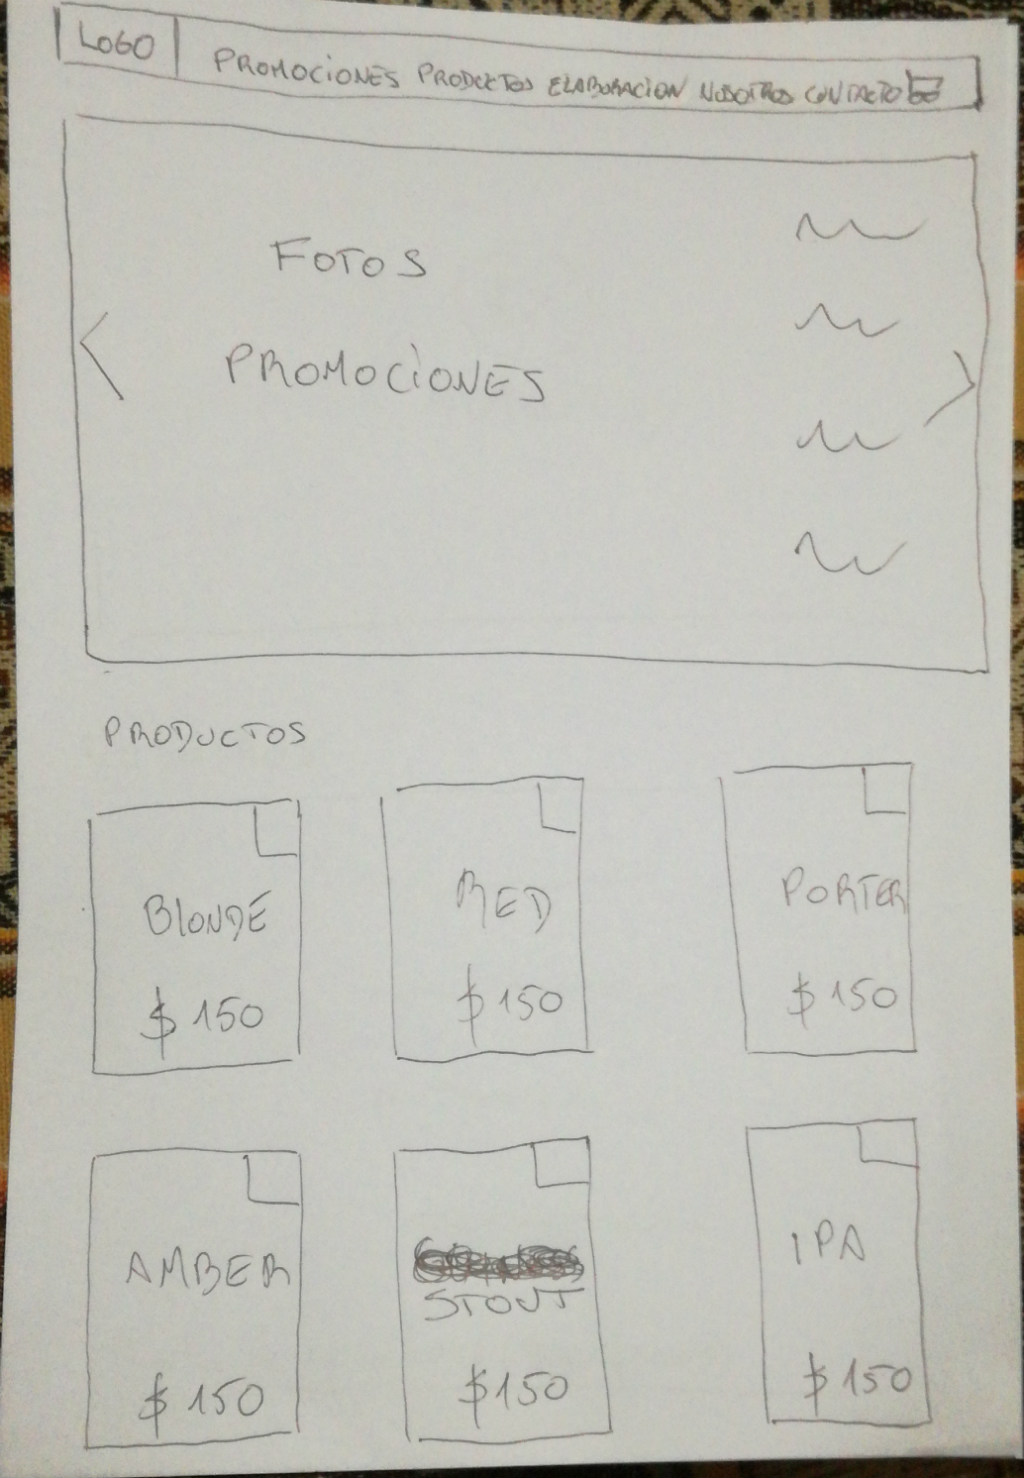 LOGO PROMOCIONES PRODUCTOS ELABORACION NOSOTROS CONTACTO
FOTOS
PROMOCIONES
PRODUCTOS
BLONDE
$ 150
RED
$ 150
PORTER
$ 150
AMBER
$ 150
STOUT
$ 150
IPA
$ 150